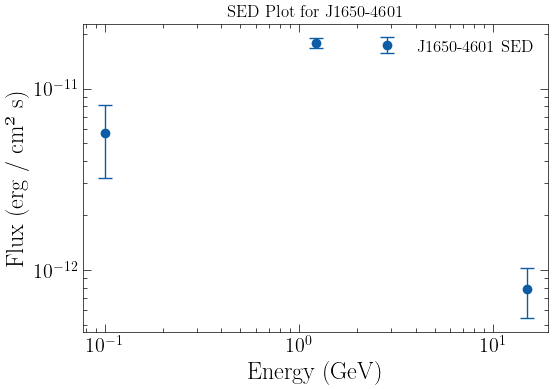 SED Plot for J1650-4601
J1650-4601 SED
Flux (erg / cm² s)
10⁻¹¹
10⁻¹²
10⁻¹
10⁰
10¹
Energy (GeV)